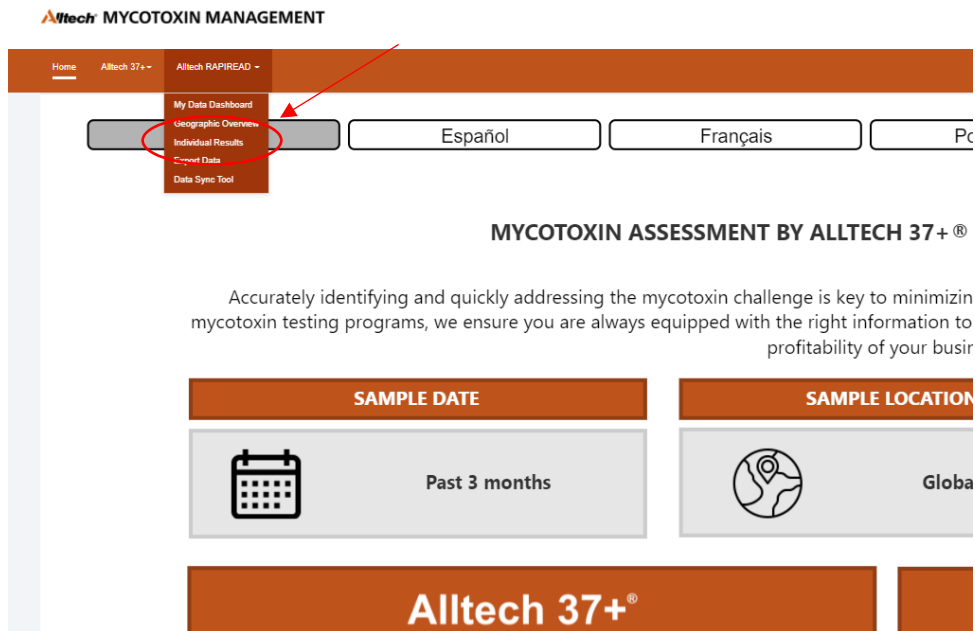 Alltech MYCOTOXIN MANAGEMENT
Home Alltech 37+ Alltech RAPIREAD
My Data Dashboard
Geographic Overview
Individual Results
Export Data
Data Sync Tool
Español Français Po
MYCOTOXIN ASSESSMENT BY ALLTECH 37+®
Accurately identifying and quickly addressing the mycotoxin challenge is key to minimizin
mycotoxin testing programs, we ensure you are always equipped with the right information to
profitability of your busin
SAMPLE DATE SAMPLE LOCATION
Past 3 months Globa
Alltech 37+®